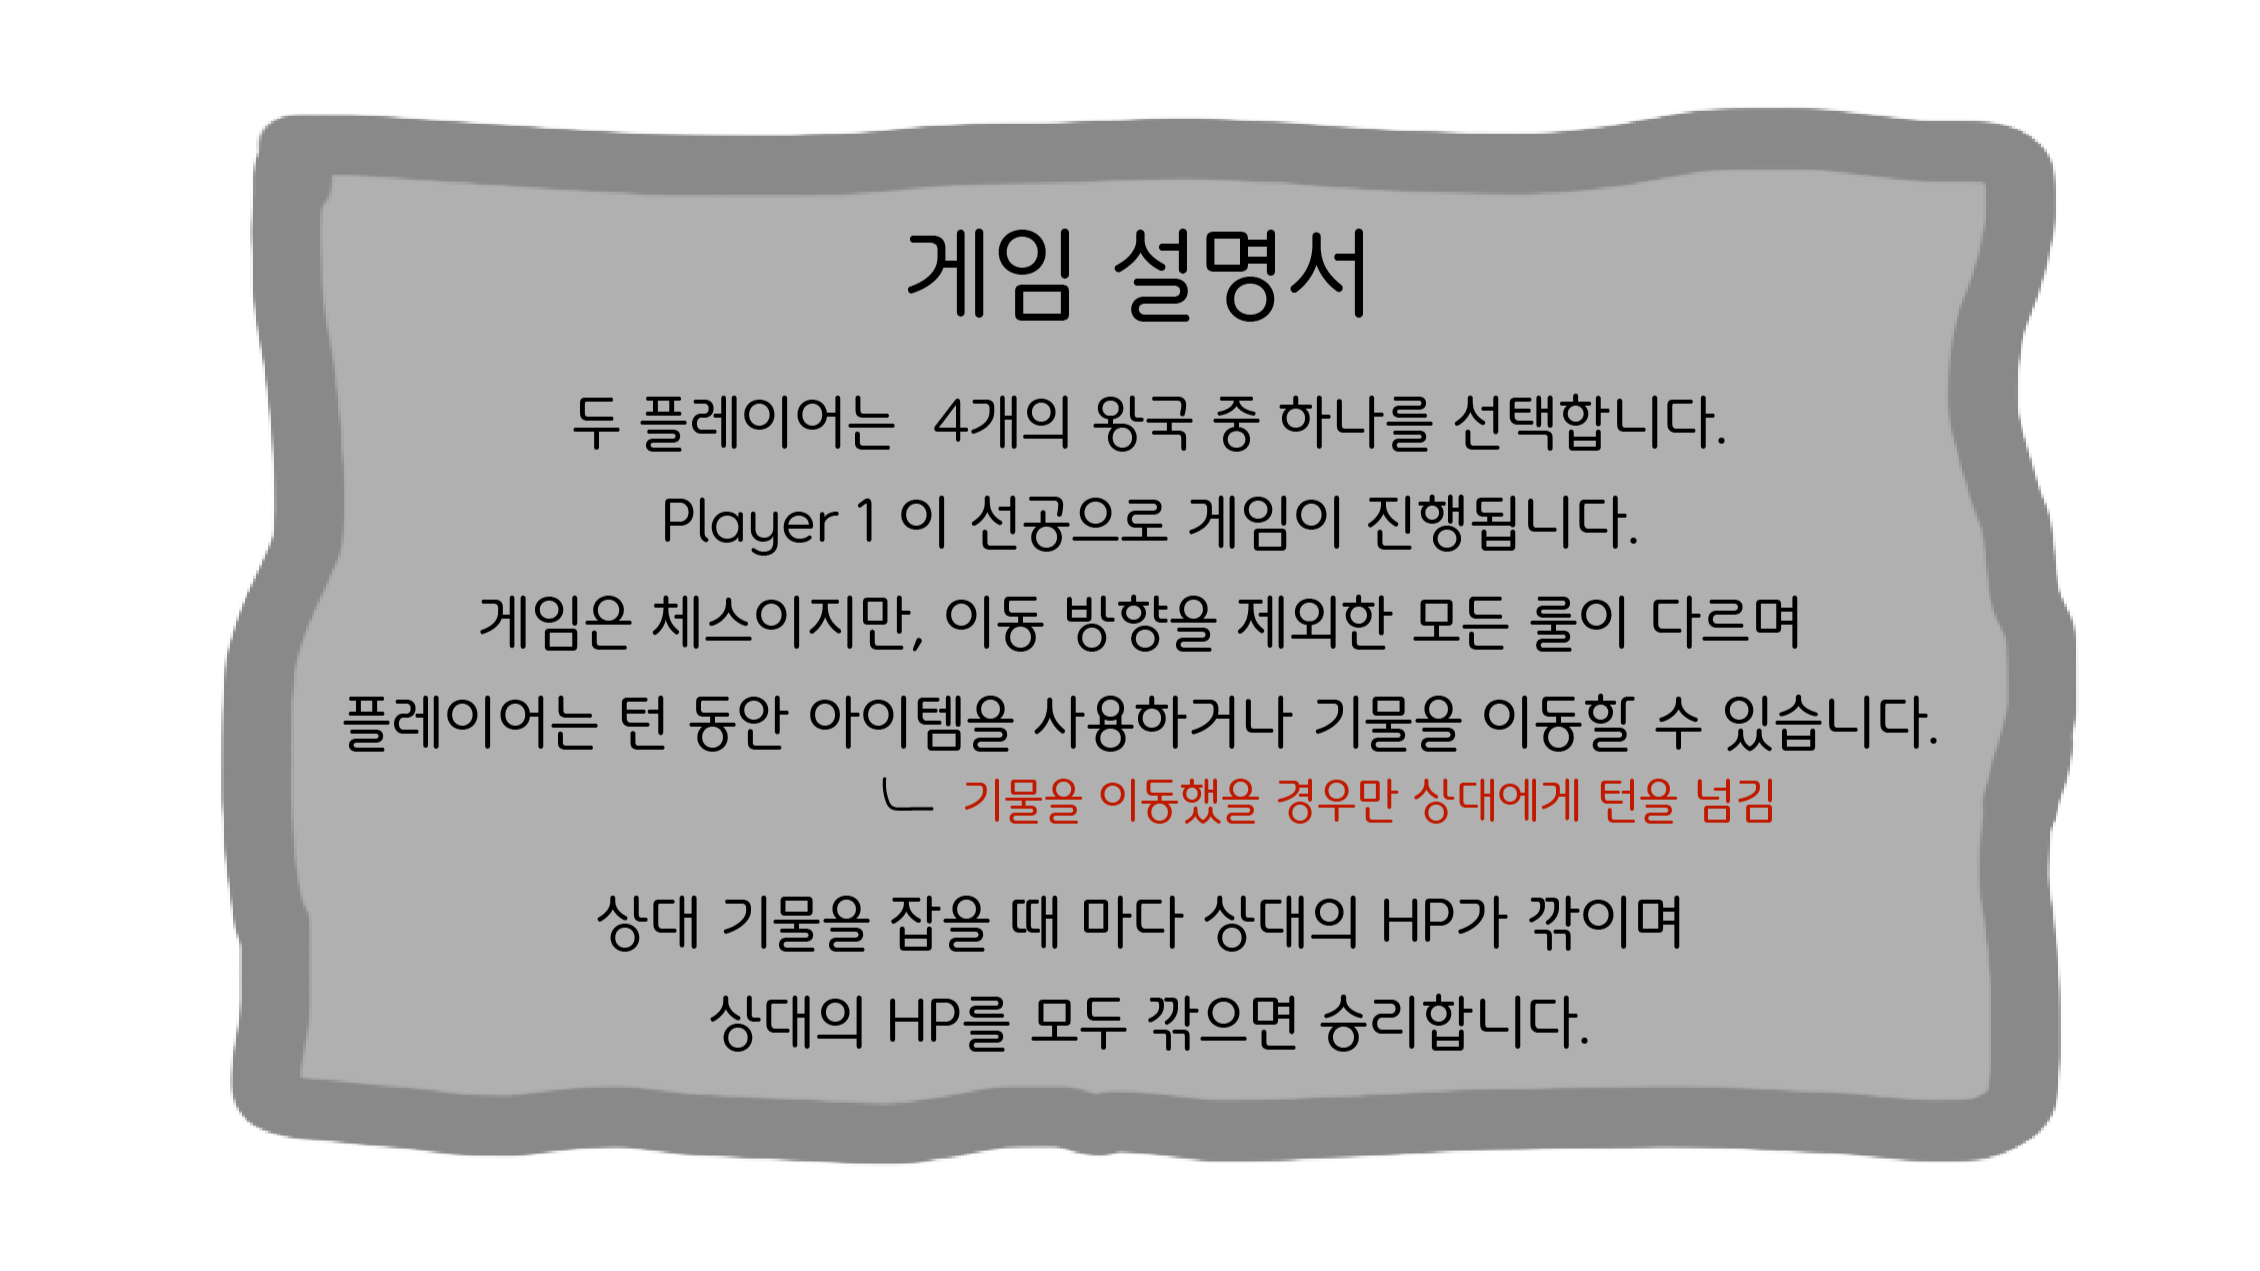 게임 설명서
두 플레이어는 4개의 왕국 중 하나를 선택합니다.
Player 1 이 선공으로 게임이 진행됩니다.
게임은 체스이지만, 이동 방향을 제외한 모든 룰이 다르며
플레이어는 턴 동안 아이템을 사용하거나 기물을 이동할 수 있습니다.
기물을 이동했을 경우만 상대에게 턴을 넘김
상대 기물을 잡을 때 마다 상대의 HP가 깎이며
상대의 HP를 모두 깎으면 승리합니다.